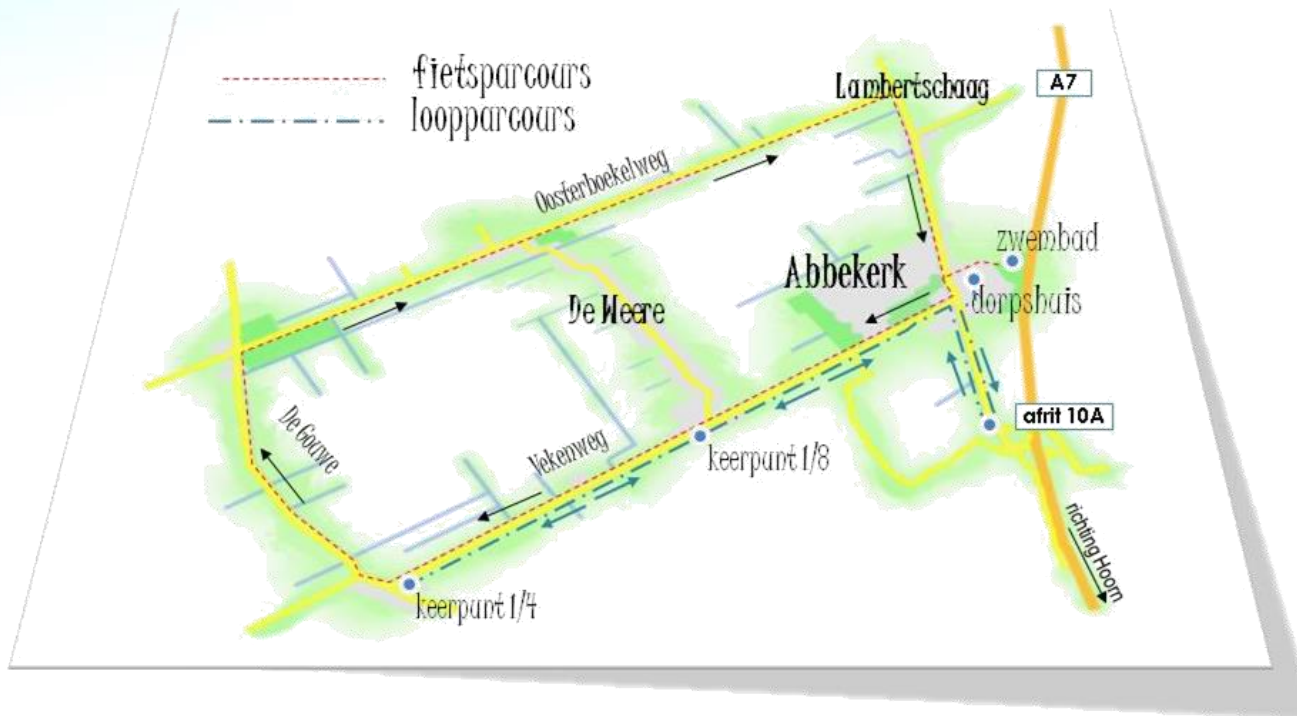 fietsparcours
loopparcours
Lambertschaag
A7
Oosterboekelweg
zwembad
Abbekerk
dorpshuis
De Weere
afrit 10A
De Gouwe
Vekenweg
keerpunt 1/8
richting Hoorn
keerpunt 1/4